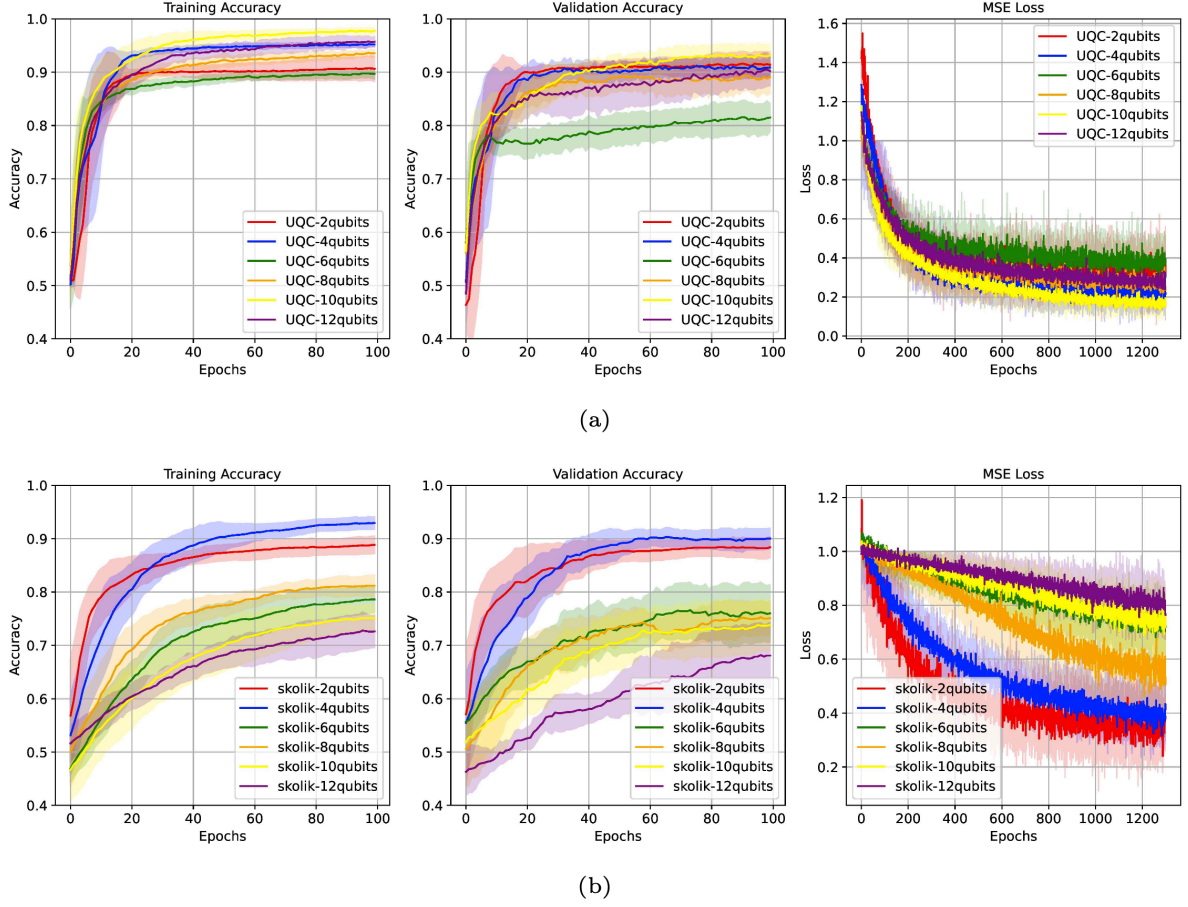 Training Accuracy
Accuracy
1.0
0.9
0.8
0.7
0.6
0.5
0.4
UQC-2qubits
UQC-4qubits
UQC-6qubits
UQC-8qubits
UQC-10qubits
UQC-12qubits
0 20 40 60 80 100
Epochs
Validation Accuracy
Accuracy
1.0
0.9
0.8
0.7
0.6
0.5
0.4
UQC-2qubits
UQC-4qubits
UQC-6qubits
UQC-8qubits
UQC-10qubits
UQC-12qubits
0 20 40 60 80 100
Epochs
MSE Loss
Loss
1.6
1.4
1.2
1.0
0.8
0.6
0.4
0.2
0.0
UQC-2qubits
UQC-4qubits
UQC-6qubits
UQC-8qubits
UQC-10qubits
UQC-12qubits
0 200 400 600 800 1000 1200
Epochs
(a)
Training Accuracy
Accuracy
1.0
0.9
0.8
0.7
0.6
0.5
0.4
skolik-2qubits
skolik-4qubits
skolik-6qubits
skolik-8qubits
skolik-10qubits
skolik-12qubits
0 20 40 60 80 100
Epochs
Validation Accuracy
Accuracy
1.0
0.9
0.8
0.7
0.6
0.5
0.4
skolik-2qubits
skolik-4qubits
skolik-6qubits
skolik-8qubits
skolik-10qubits
skolik-12qubits
0 20 40 60 80 100
Epochs
MSE Loss
Loss
1.2
1.0
0.8
0.6
0.4
0.2
skolik-2qubits
skolik-4qubits
skolik-6qubits
skolik-8qubits
skolik-10qubits
skolik-12qubits
0 200 400 600 800 1000 1200
Epochs
(b)